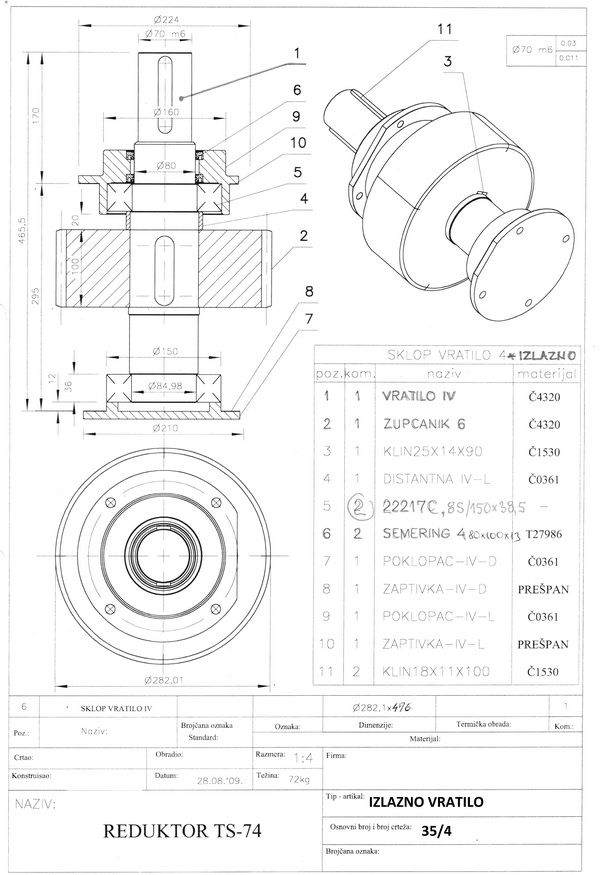 Ø224
Ø70 m6
1
11
3
Ø70 m6
0.03
0.011
170
Ø160
6
9
Ø80
10
5
4
2
465,5
20
100
295
8
7
Ø150
12
36
Ø84,98
Ø210
SKLOP VRATILO 4*IZLAZNO
poz. kom. naziv materijal
1 1 VRATILO IV Č4320
2 1 ZUPCANIK 6 Č4320
3 1 KLIN25X14X90 Č1530
4 1 DISTANTNA IV-L Č0361
5 2 22217C, 85/150x38,5 -
6 2 SEMERING 4 80x100x13 T27986
7 1 POKLOPAC-IV-D Č0361
8 1 ZAPTIVKA-IV-D PREŠPAN
9 1 POKLOPAC-IV-L Č0361
10 1 ZAPTIVKA-IV-L PREŠPAN
11 2 KLIN18X11X100 Č1530
Ø282,01
6 SKLOP VRATILO IV Ø282,1x496 1
Poz.: Naziv: Brojčana oznaka Standard: Oznaka: Dimenzije: Termička obeada: Kom.:
Materijal:
Crtao: Obradio: Razmera: 1:4 Firma:
Konstruisao: Datum: 28.08.'09. Težina: 72kg
NAZIV:
REDUKTOR TS-74
Tip - artikal: IZLAZNO VRATILO
Osnovni broj i broj crteža: 35/4
Brojčana oznaka: